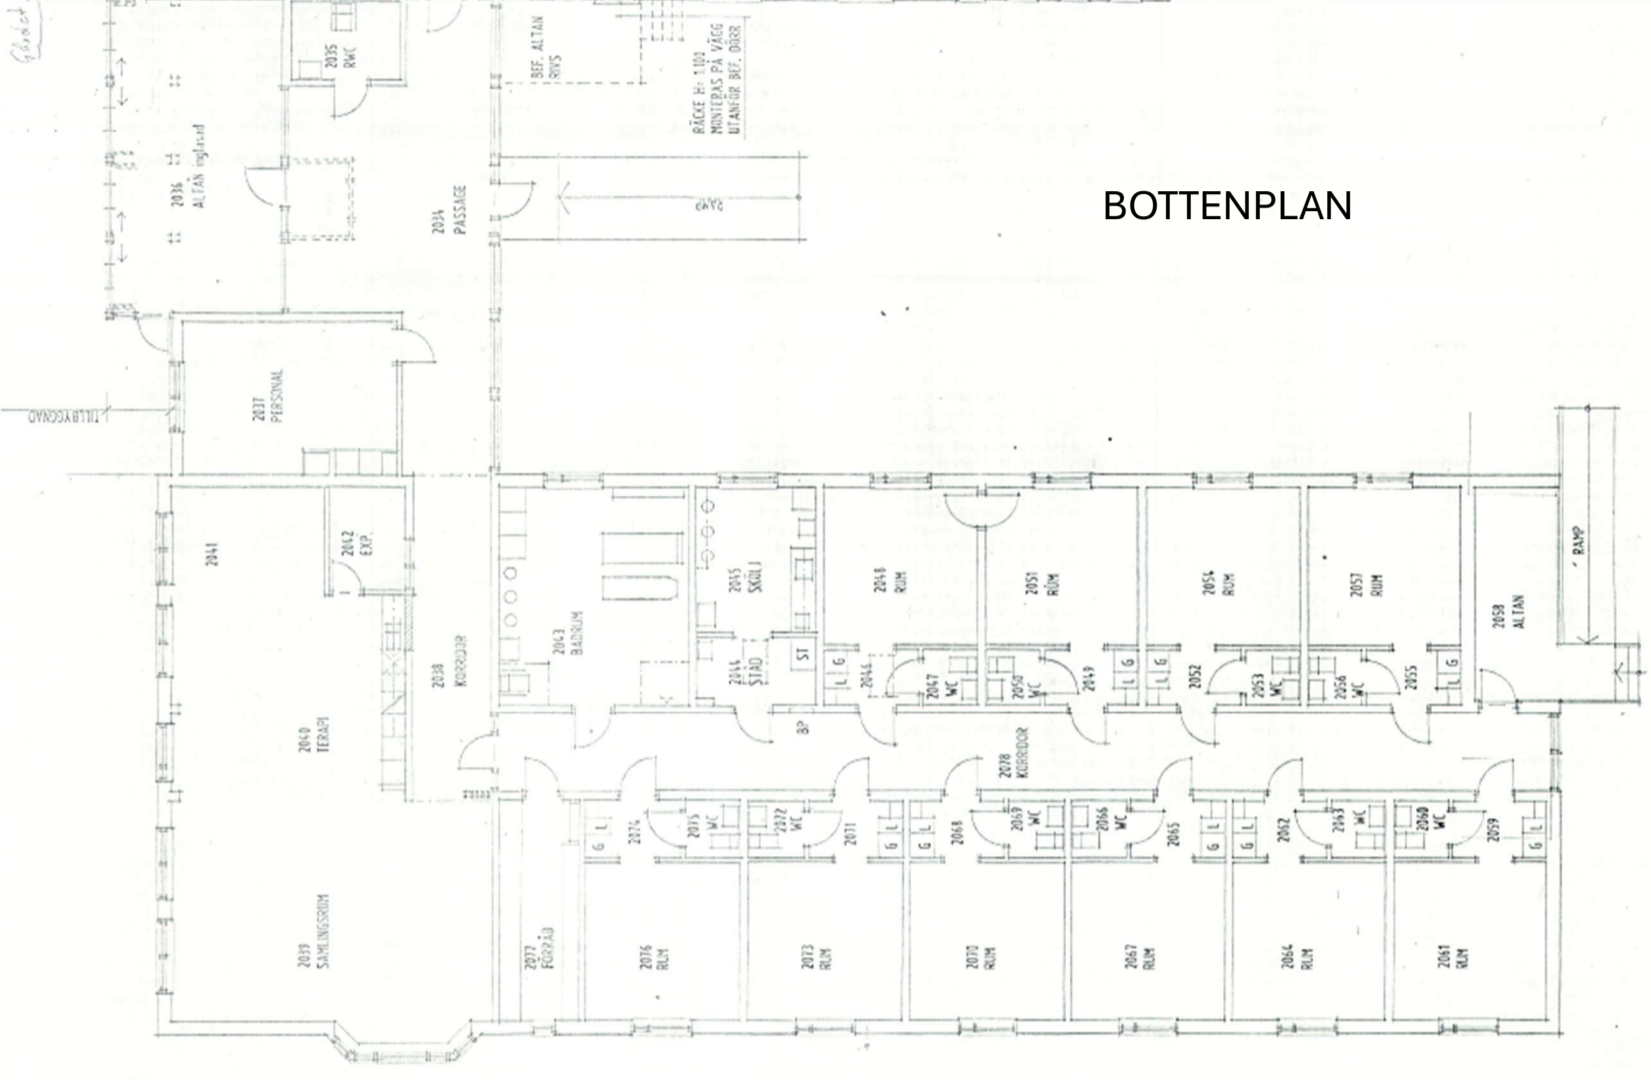 Gärdet
2035
RWC
BEF. ALTAN
RIVS
RÄCKE H= 1.100
MONTERAS PÅ VÄGG
UTANFÖR BEF. DÖRR
2036
ALTAN inglasad
2034
PASSAGE
RAMP
BOTTENPLAN
2037
PERSONAL
TILLBYGGNAD
2041
2042
EXP.
2038
KORRIDOR
2040
TERAPI
2039
SAMLINGSRUM
2043
BADRUM
2045
SKÖLJ
2044
STÄD
ST
BP
2048
RUM
2051
RUM
2054
RUM
2057
RUM
2058
ALTAN
RAMP
L G
2046
2047
WC
2050
WC
2049
L G
L G
2052
2053
WC
2056
WC
2055
L G
2078
KORRIDOR
2077
FÖRRÅD
G L
2074
2075
WC
2072
WC
2071
G L
G L
2068
2069
WC
2066
WC
2065
G L
G L
2062
2063
WC
2060
WC
2059
G L
2076
RUM
2073
RUM
2070
RUM
2067
RUM
2064
RUM
2061
RUM